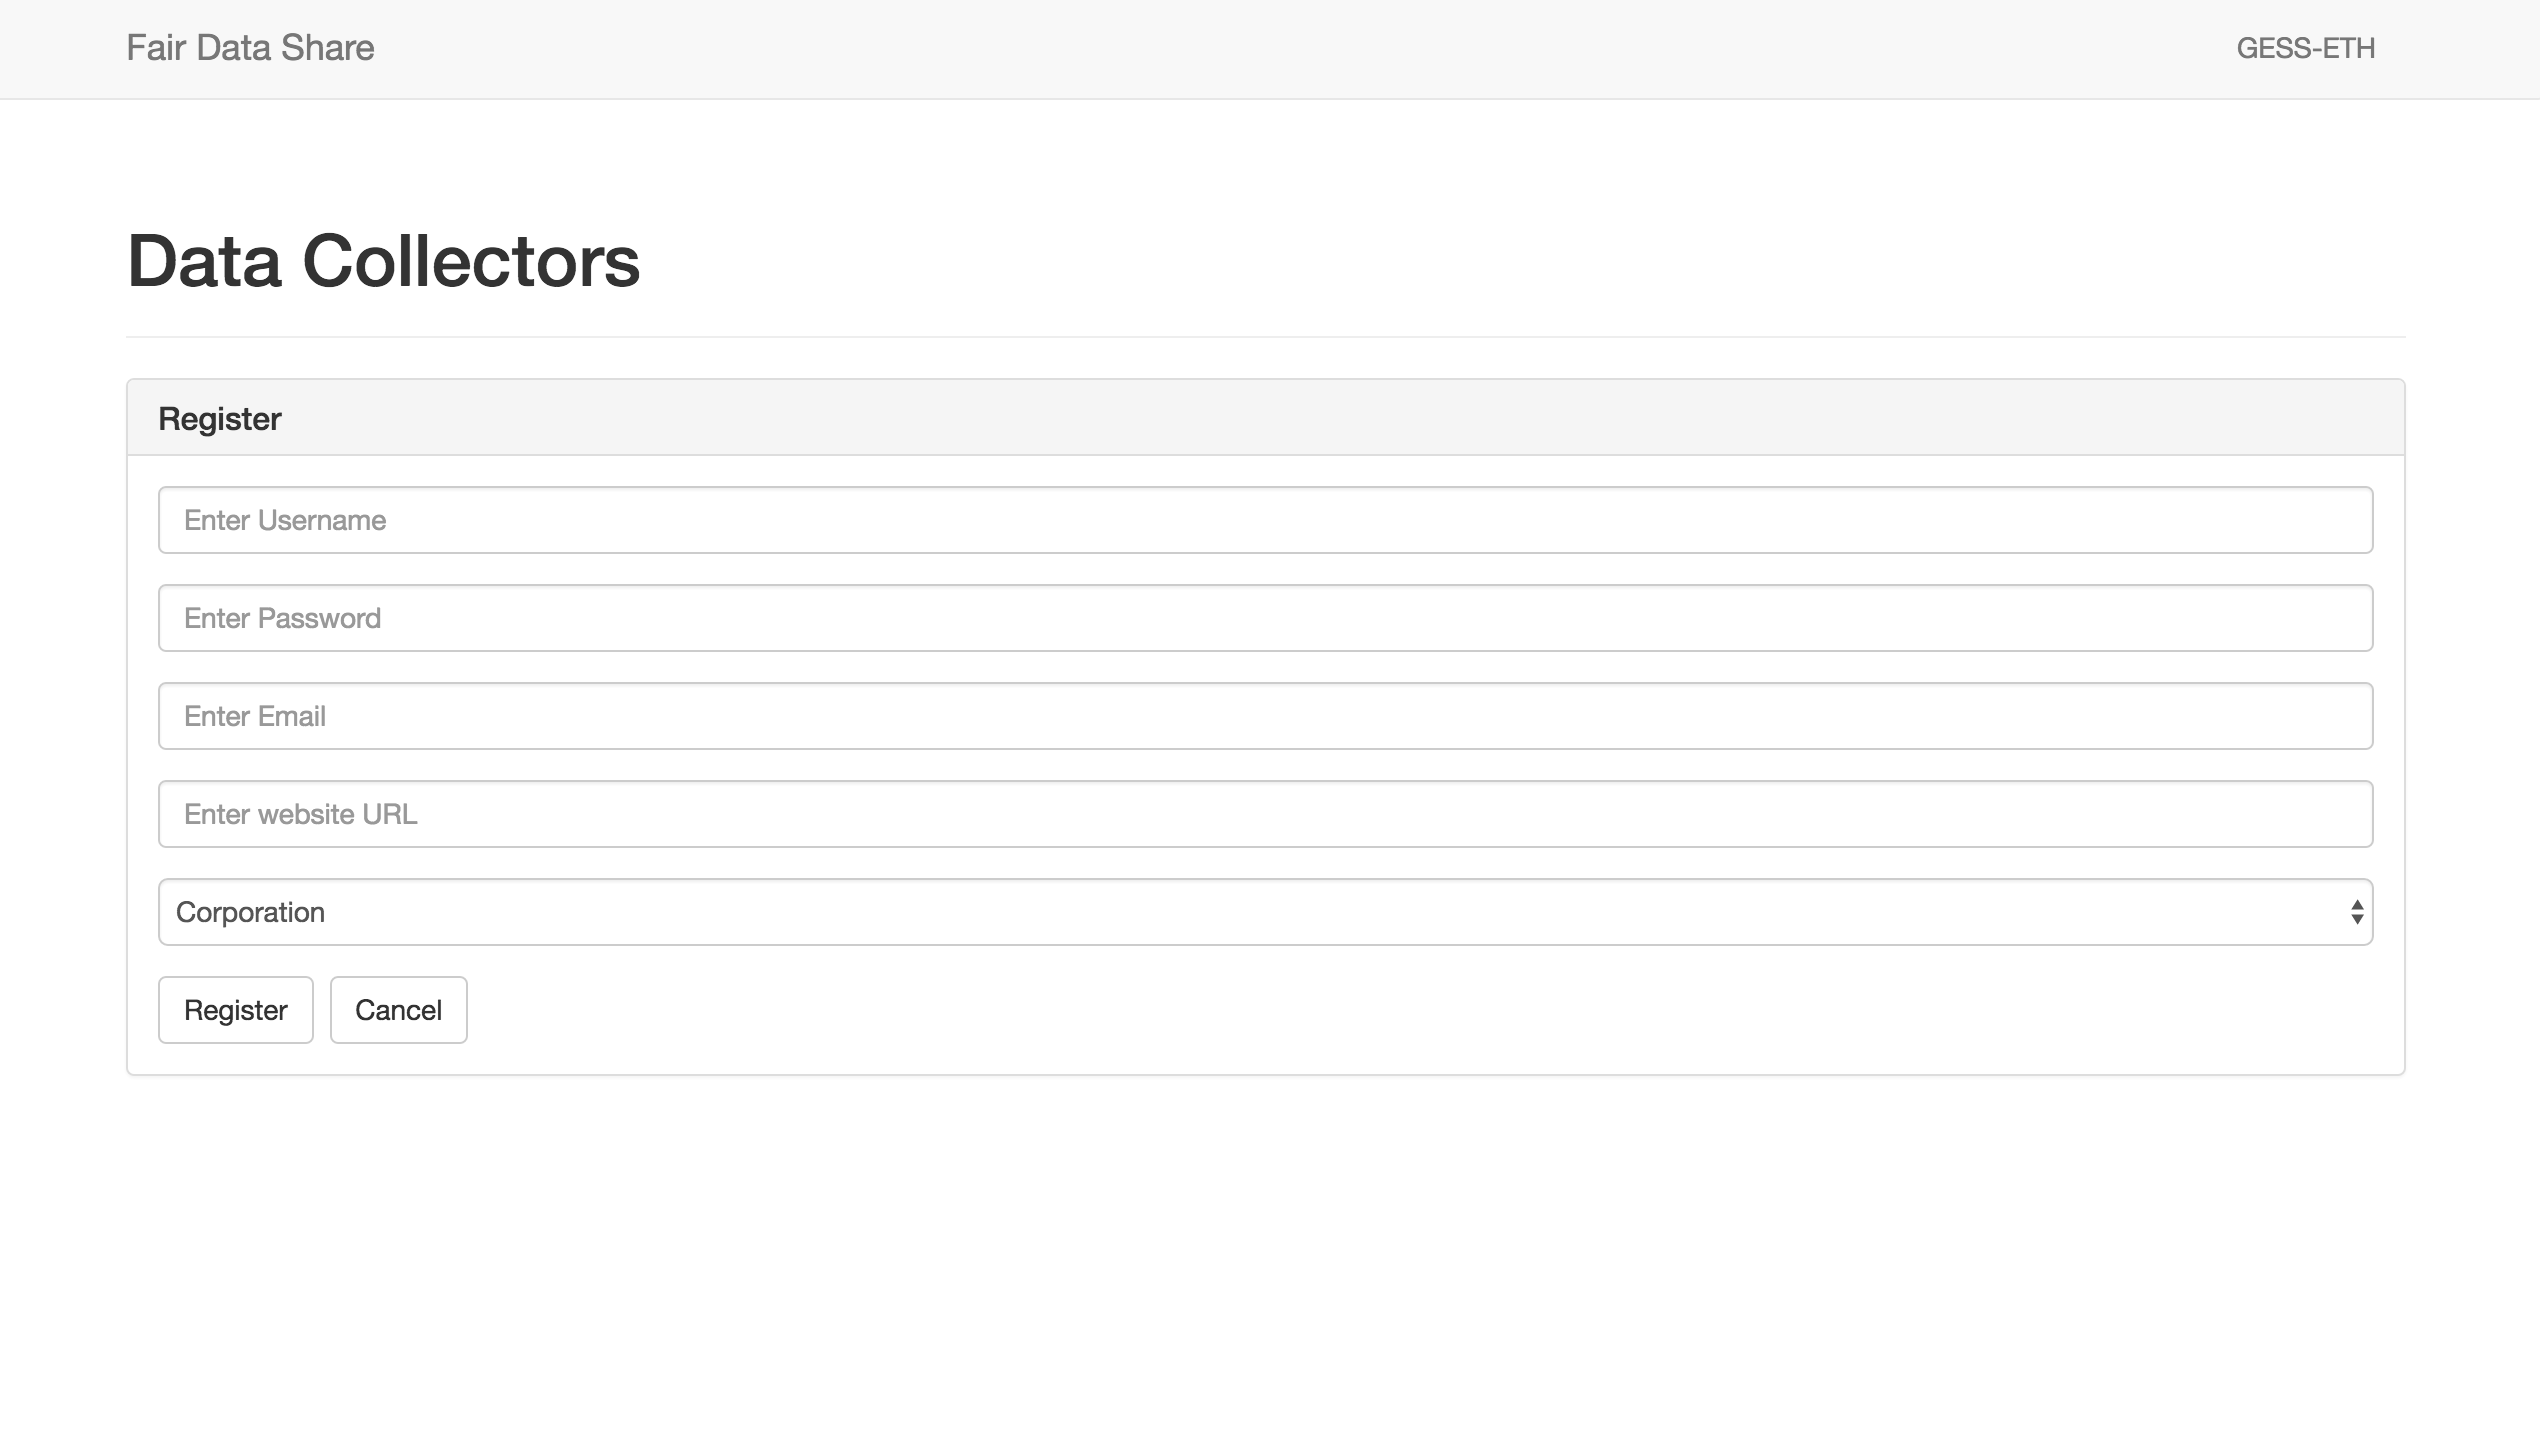 Fair Data Share
GESS-ETH
Data Collectors
Register
Enter Username
Enter Password
Enter Email
Enter website URL
Corporation
Register
Cancel